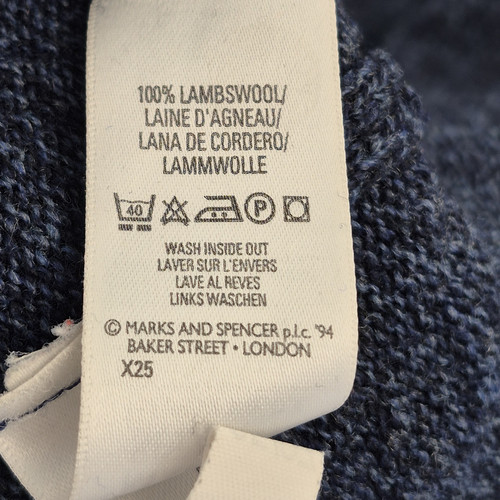 100% LAMBSWOOL/
LAINE D'AGNEAU/
LANA DE CORDERO/
LAMMWOLLE
40 P
WASH INSIDE OUT
LAVER SUR L'ENVERS
LAVE AL REVES
LINKS WASCHEN
© MARKS AND SPENCER p.l.c. '94
BAKER STREET • LONDON
X25